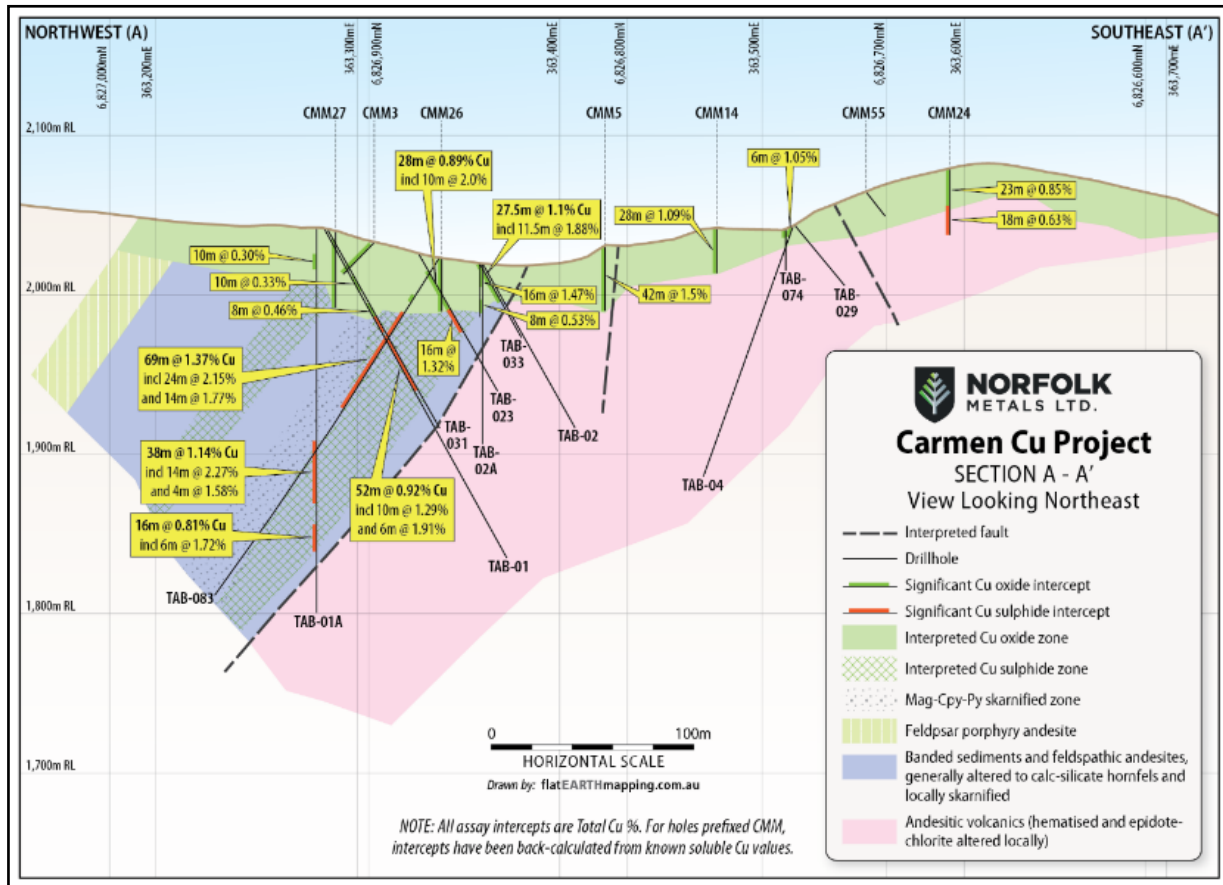 NORTHWEST (A)
SOUTHEAST (A')
6,827,000mN
363,200mE
363,300mE
6,826,900mN
363,400mE
6,826,800mN
363,500mE
6,826,700mN
363,600mE
6,826,600mN
363,700mE
CMM27
CMM3
CMM26
CMM5
CMM14
CMM55
CMM24
2,100m RL
28m @ 0.89% Cu
incl 10m @ 2.0%
6m @ 1.05%
27.5m @ 1.1% Cu
incl 11.5m @ 1.88%
28m @ 1.09%
23m @ 0.85%
18m @ 0.63%
10m @ 0.30%
10m @ 0.33%
8m @ 0.46%
2,000m RL
16m @ 1.47%
8m @ 0.53%
42m @ 1.5%
TAB-
074
TAB-
029
16m @
1.32%
TAB-
033
69m @ 1.37% Cu
incl 24m @ 2.15%
and 14m @ 1.77%
TAB-
023
TAB-
031
TAB-02
TAB-
02A
1,900m RL
38m @ 1.14% Cu
incl 14m @ 2.27%
and 4m @ 1.58%
TAB-04
52m @ 0.92% Cu
incl 10m @ 1.29%
and 6m @ 1.91%
16m @ 0.81% Cu
incl 6m @ 1.72%
TAB-01
TAB-083
TAB-01A
1,800m RL
1,700m RL
0
100m
HORIZONTAL SCALE
Drawn by: flatEARTHmapping.com.au
NOTE: All assay intercepts are Total Cu %. For holes prefixed CMM,
intercepts have been back-calculated from known soluble Cu values.
NORFOLK
METALS LTD.
Carmen Cu Project
SECTION A - A'
View Looking Northeast
Interpreted fault
Drillhole
Significant Cu oxide intercept
Significant Cu sulphide intercept
Interpreted Cu oxide zone
Interpreted Cu sulphide zone
Mag-Cpy-Py skarnified zone
Feldpsar porphyry andesite
Banded sediments and feldspathic andesites,
generally altered to calc-silicate hornfels and
locally skarnified
Andesitic volcanics (hematised and epidote-
chlorite altered locally)